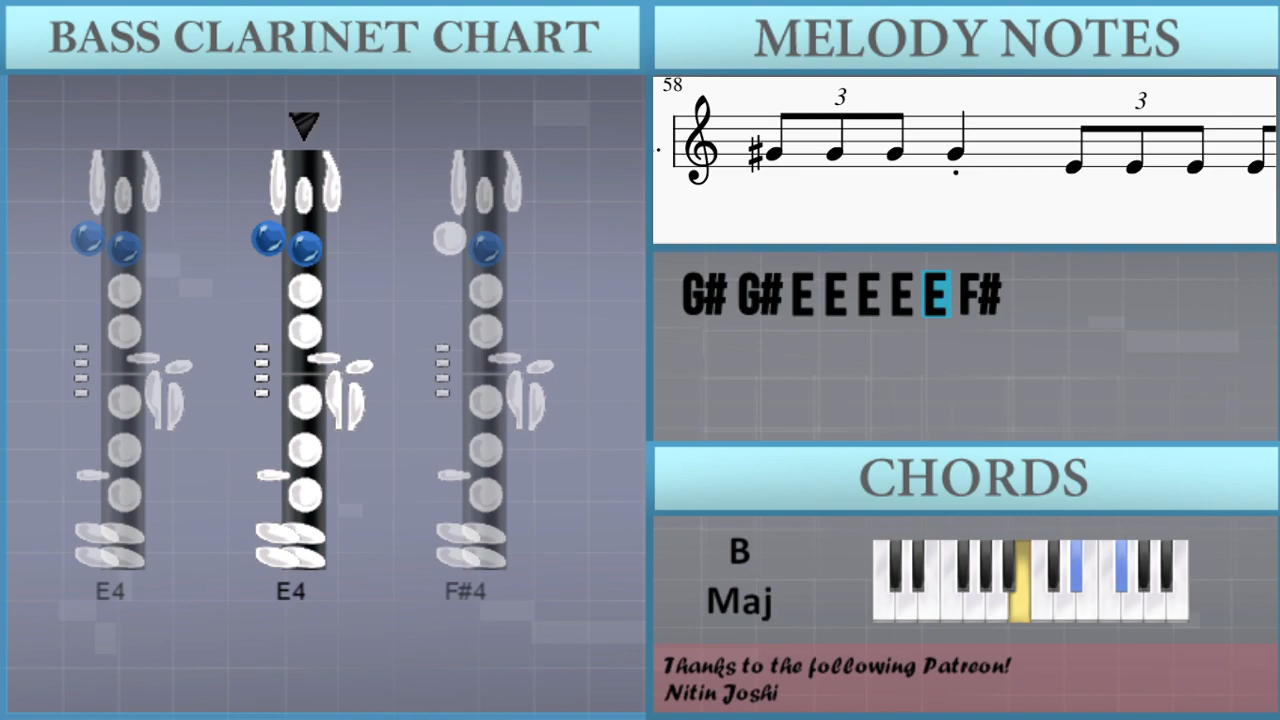 BASS CLARINET CHART
E4 E4 F#4
MELODY NOTES
58
3 3
G# G# E E E E E F#
CHORDS
B
Maj
Thanks to the following Patreon!
Nitin Joshi